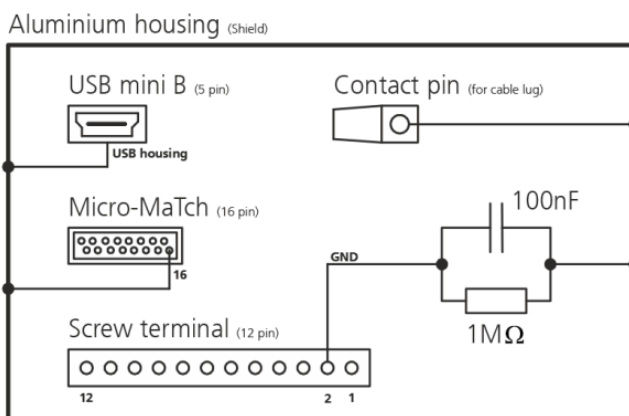 Aluminium housing (Shield)
USB mini B (5 pin)
Contact pin (for cable lug)
USB housing
Micro-MaTch (16 pin)
100nF
16
GND
Screw terminal (12 pin)
1MΩ
12 2 1